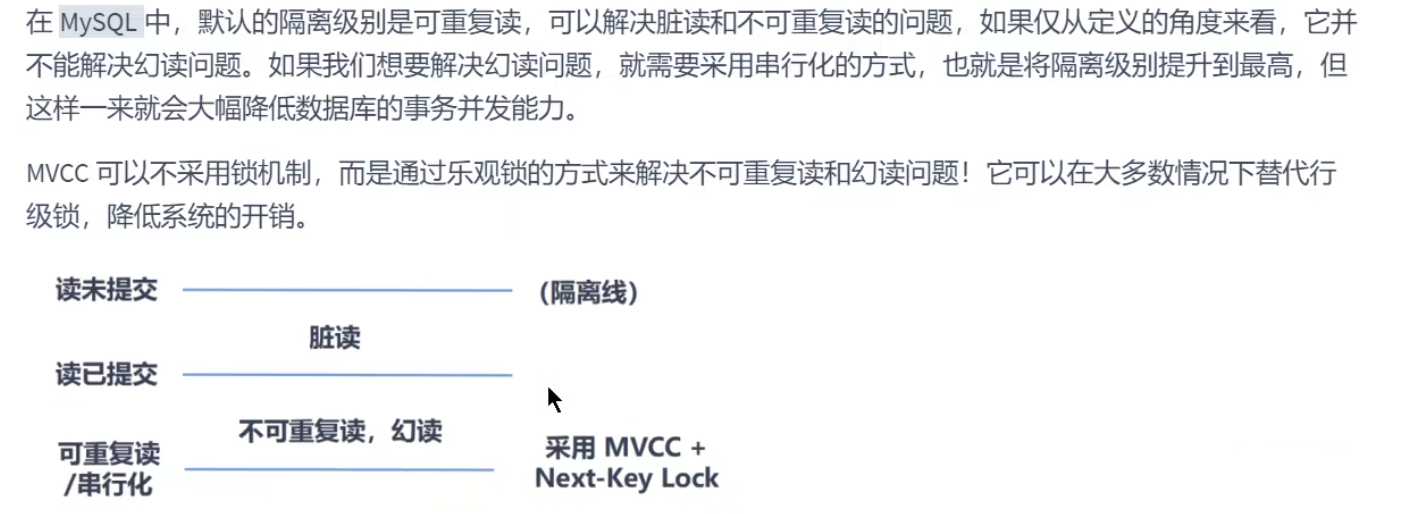 在 MySQL 中，默认的隔离级别是可重复读，可以解决脏读和不可重复读的问题，如果仅从定义的角度来看，它并
不能解决幻读问题。如果我们想要解决幻读问题，就需要采用串行化的方式，也就是将隔离级别提升到最高，但
这样一来就会大幅降低数据库的事务并发能力。
MVCC 可以不采用锁机制，而是通过乐观锁的方式来解决不可重复读和幻读问题！它可以在大多数情况下替代行
级锁，降低系统的开销。
读未提交
（隔离线）
脏读
读已提交
不可重复读，幻读
可重复读
/串行化
采用 MVCC +
Next-Key Lock